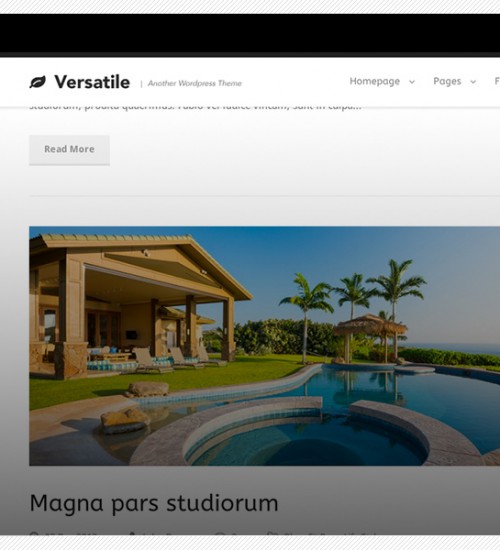 Versatile | Another Wordpress Theme Homepage Pages F
studiorum, prodita quaerimus. Fabio vel iudice vincam, sunt in culpa...
Read More
Magna pars studiorum